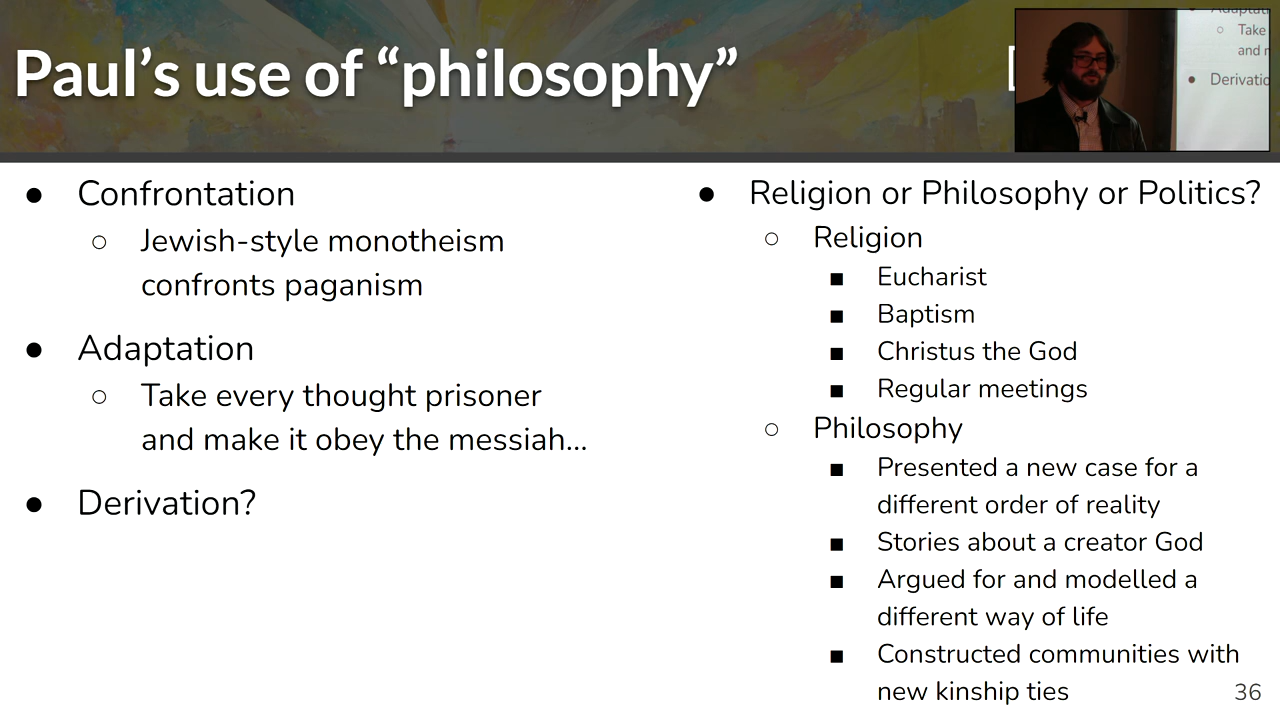 Paul's use of “philosophy”
[
Take
and
Derivatio
● Confrontation
○ Jewish-style monotheism
confronts paganism
● Adaptation
○ Take every thought prisoner
and make it obey the messiah...
● Derivation?
● Religion or Philosophy or Politics?
○ Religion
■ Eucharist
■ Baptism
■ Christus the God
■ Regular meetings
○ Philosophy
■ Presented a new case for a
different order of reality
■ Stories about a creator God
■ Argued for and modelled a
different way of life
■ Constructed communities with
new kinship ties
36